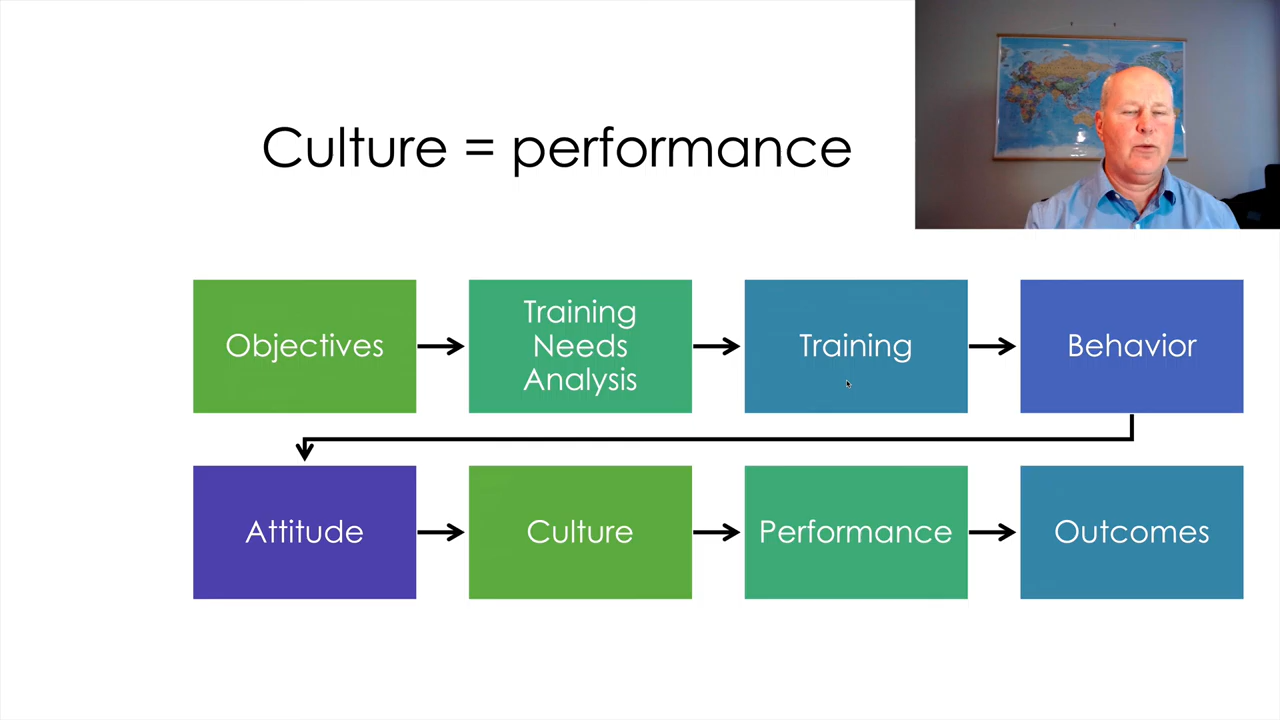 Culture = performance
Objectives
Training
Needs
Analysis
Training
Behavior
Attitude
Culture
Performance
Outcomes